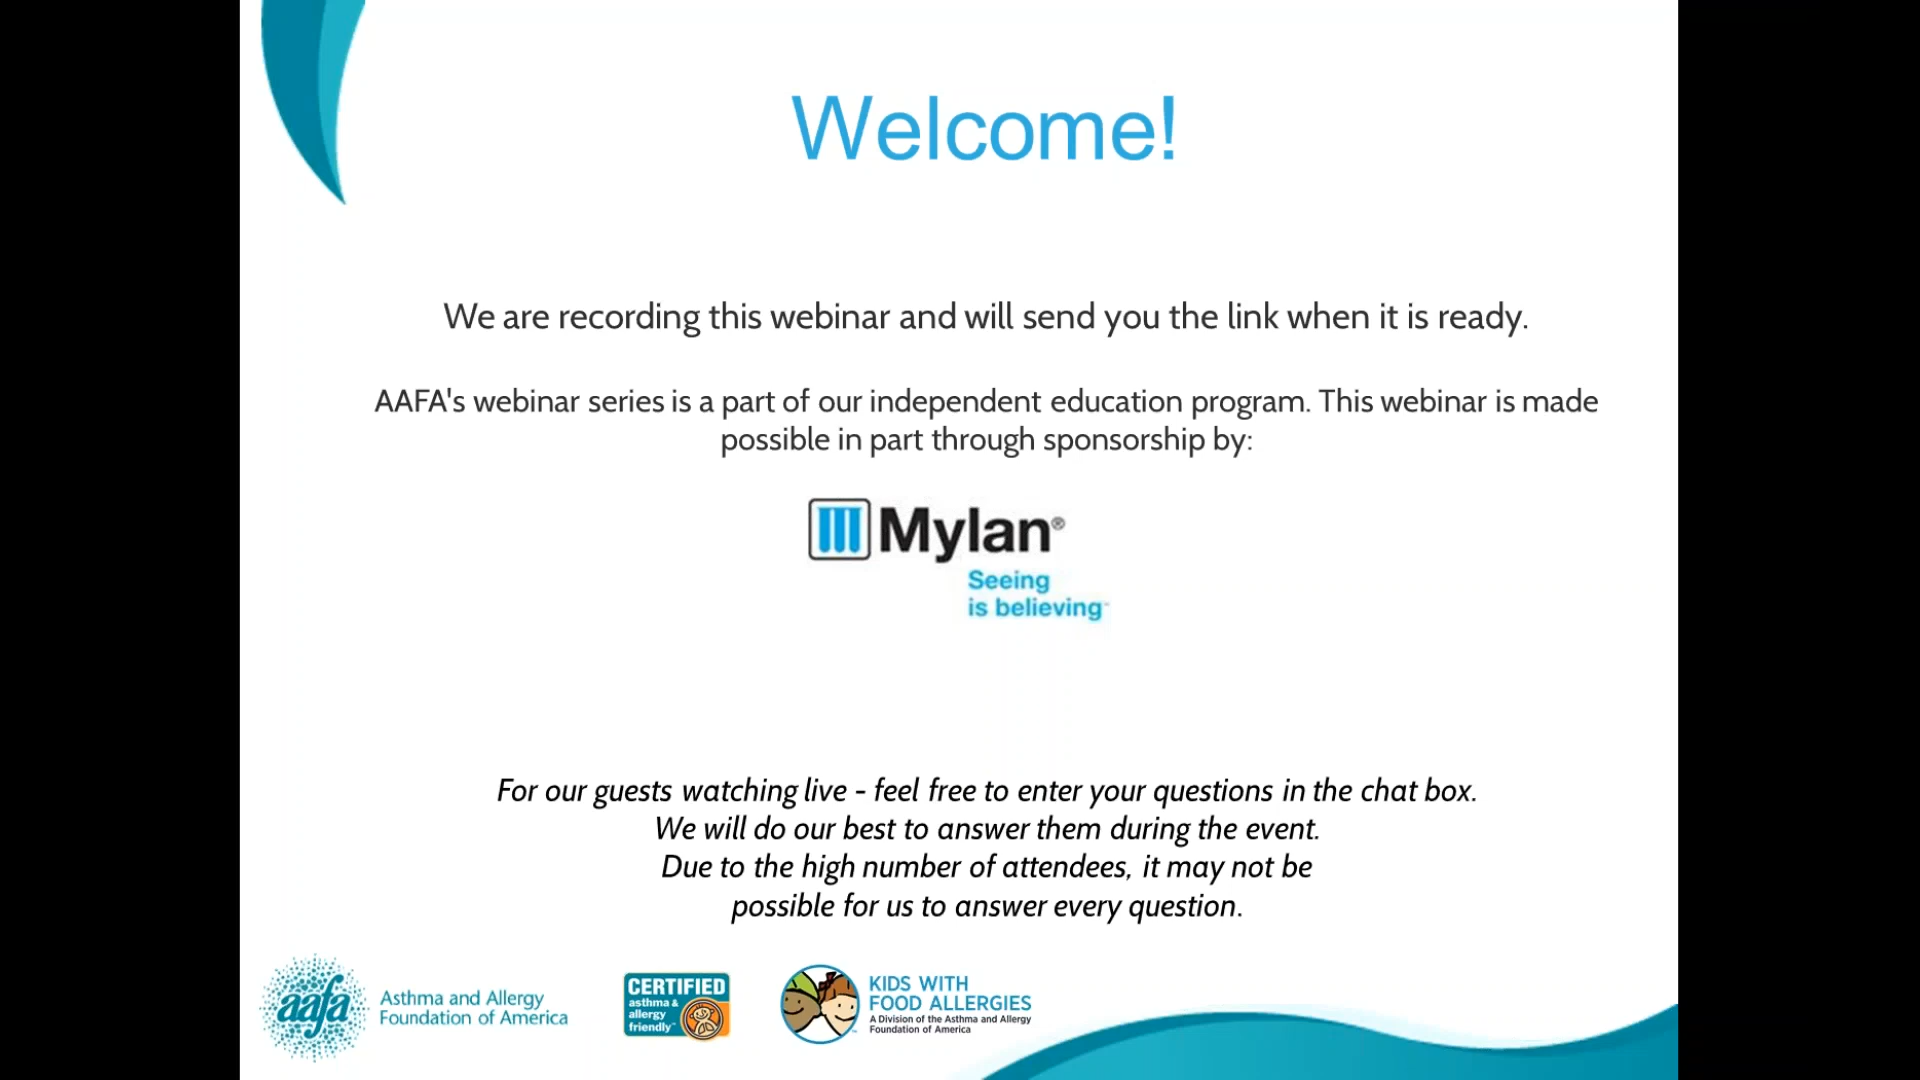 Welcome!
We are recording this webinar and will send you the link when it is ready.
AAFA's webinar series is a part of our independent education program. This webinar is made
possible in part through sponsorship by:
Mylan®
Seeing
is believing™
For our guests watching live - feel free to enter your questions in the chat box.
We will do our best to answer them during the event.
Due to the high number of attendees, it may not be
possible for us to answer every question.
aafa
Asthma and Allergy
Foundation of America
CERTIFIED
asthma &
allergy
friendly™
KIDS WITH
FOOD ALLERGIES
A Division of the Asthma and Allergy
Foundation of America